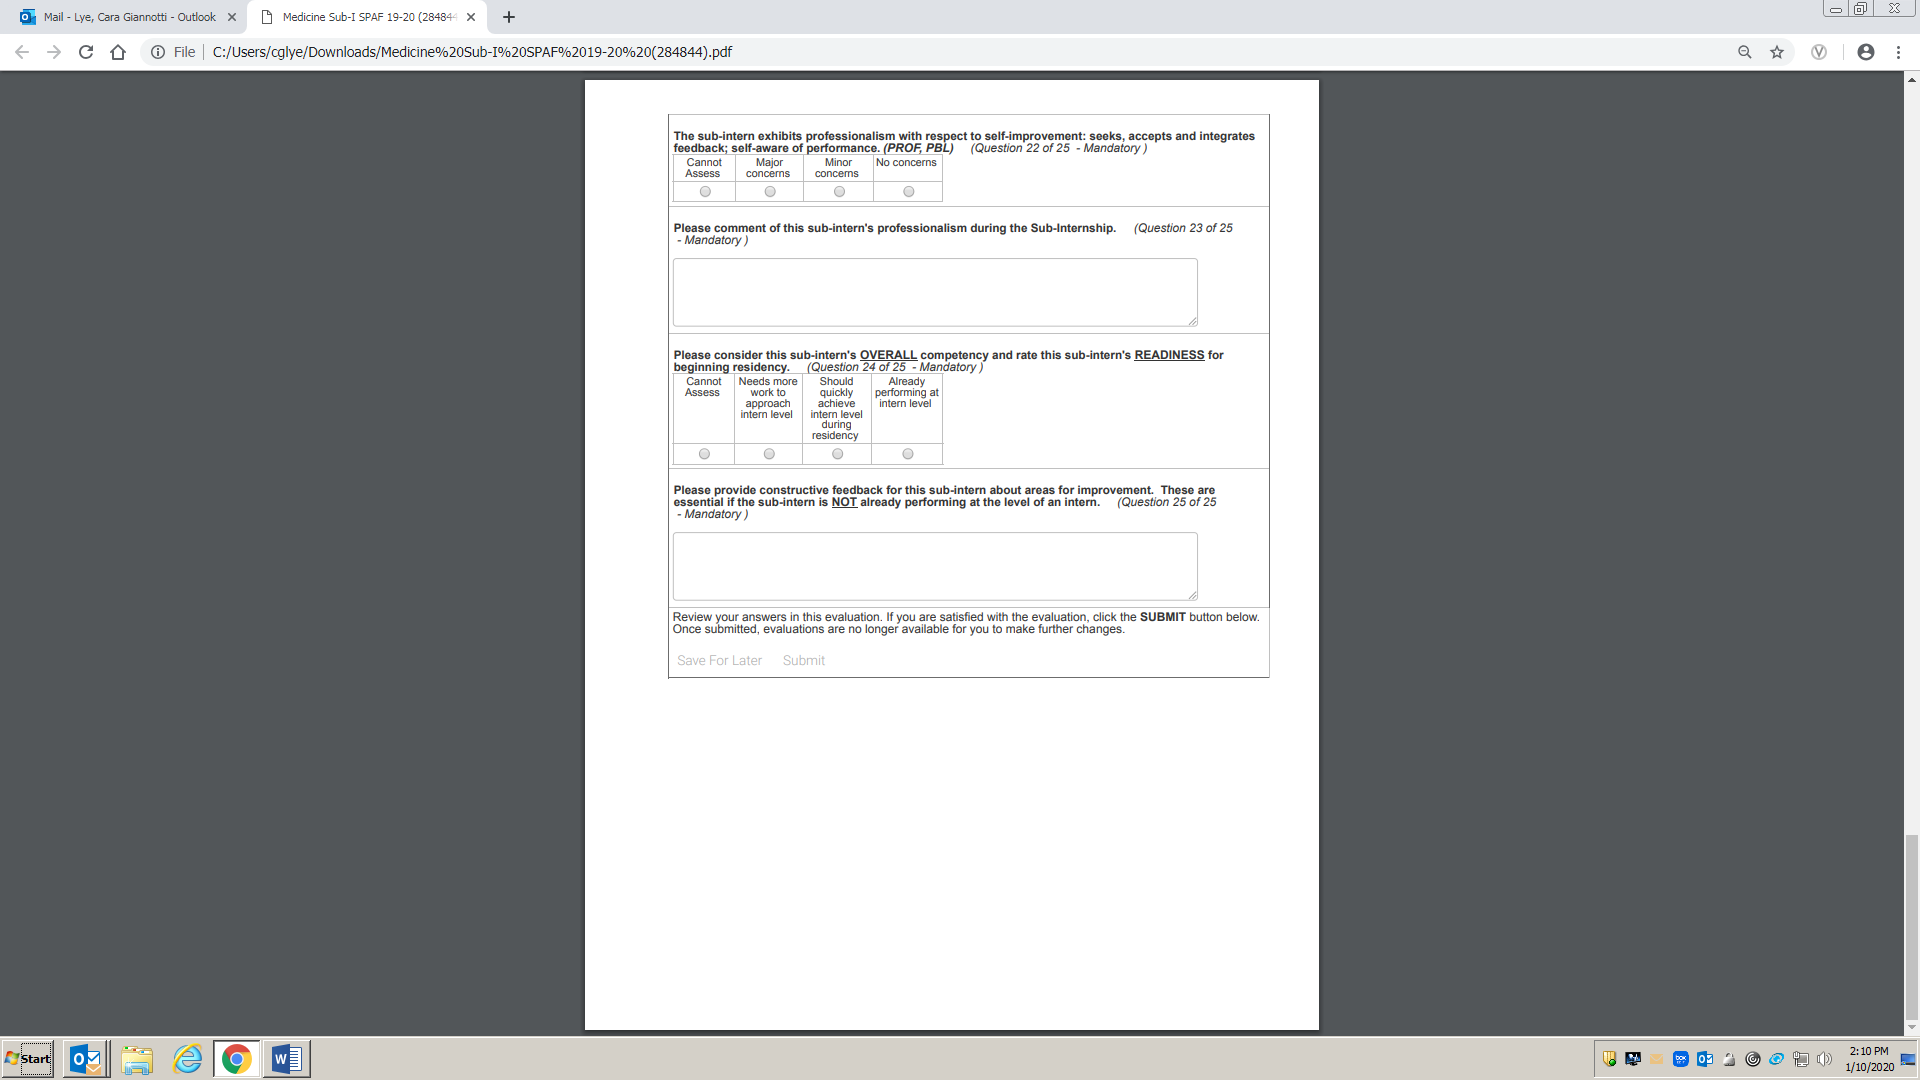 Mail - Lye, Cara Giannotti - Outlook
Medicine Sub-I SPAF 19-20 (284844
File
C:/Users/cglye/Downloads/Medicine%20Sub-I%20SPAF%2019-20%20(284844).pdf
The sub-intern exhibits professionalism with respect to self-improvement: seeks, accepts and integrates
feedback; self-aware of performance. (PROF, PBL) (Question 22 of 25 - Mandatory )
Cannot Assess Major concerns Minor concerns No concerns
Please comment of this sub-intern's professionalism during the Sub-Internship. (Question 23 of 25
- Mandatory )
Please consider this sub-intern's OVERALL competency and rate this sub-intern's READINESS for
beginning residency. (Question 24 of 25 - Mandatory )
Cannot Assess Needs more work to approach intern level Should quickly achieve intern level during residency Already performing at intern level
Please provide constructive feedback for this sub-intern about areas for improvement. These are
essential if the sub-intern is NOT already performing at the level of an intern. (Question 25 of 25
- Mandatory )
Review your answers in this evaluation. If you are satisfied with the evaluation, click the SUBMIT button below.
Once submitted, evaluations are no longer available for you to make further changes.
Save For Later Submit
Start
2:10 PM
1/10/2020